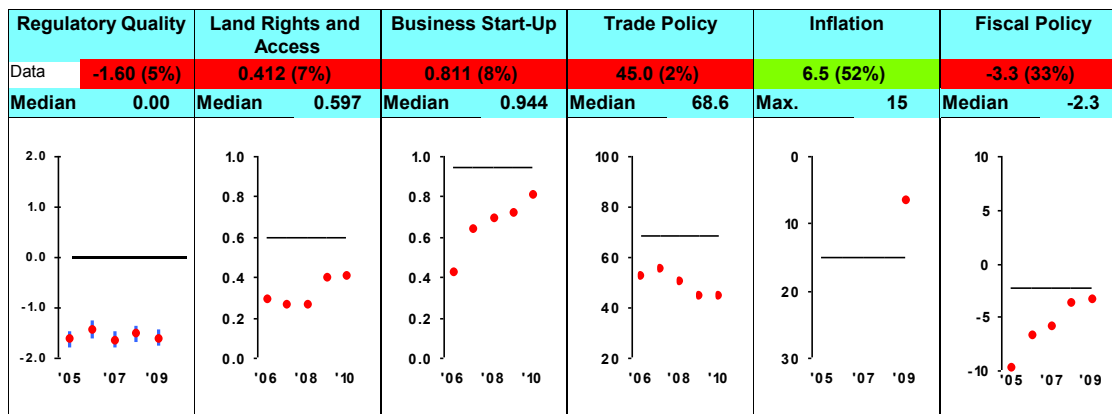 Regulatory Quality
Land Rights and Access
Business Start-Up
Trade Policy
Inflation
Fiscal Policy
Data -1.60 (5%)
0.412 (7%)
0.811 (8%)
45.0 (2%)
6.5 (52%)
-3.3 (33%)
Median 0.00
Median 0.597
Median 0.944
Median 68.6
Max. 15
Median -2.3
2.0
1.0
0.0
-1.0
-2.0
'05 '07 '09
1.0
0.8
0.6
0.4
0.2
0.0
'06 '08 '10
1.0
0.8
0.6
0.4
0.2
0.0
'06 '08 '10
100
80
60
40
20
'06 '08 '10
0
10
20
30
'05 '07 '09
10
5
0
-5
-10
'05 '07 '09